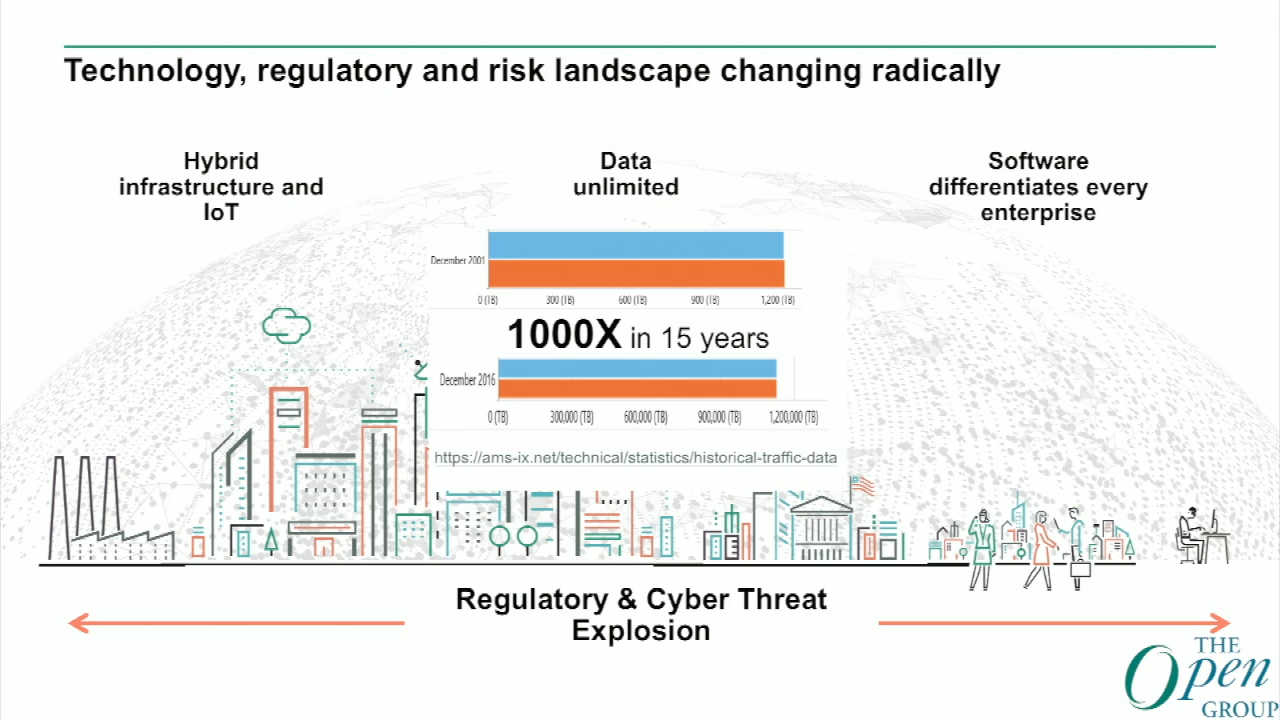 Technology, regulatory and risk landscape changing radically
Hybrid
infrastructure and
IoT
Data
unlimited
Software
differentiates every
enterprise
December 2001
0 (TB) 300 (TB) 600 (TB) 900 (TB) 1,200 (TB)
1000X in 15 years
December 2016
0 (TB) 300,000 (TB) 600,000 (TB) 900,000 (TB) 1,200,000 (TB)
https://ams-ix.net/technical/statistics/historical-traffic-data
Regulatory & Cyber Threat
Explosion
THE
Open
GROUP